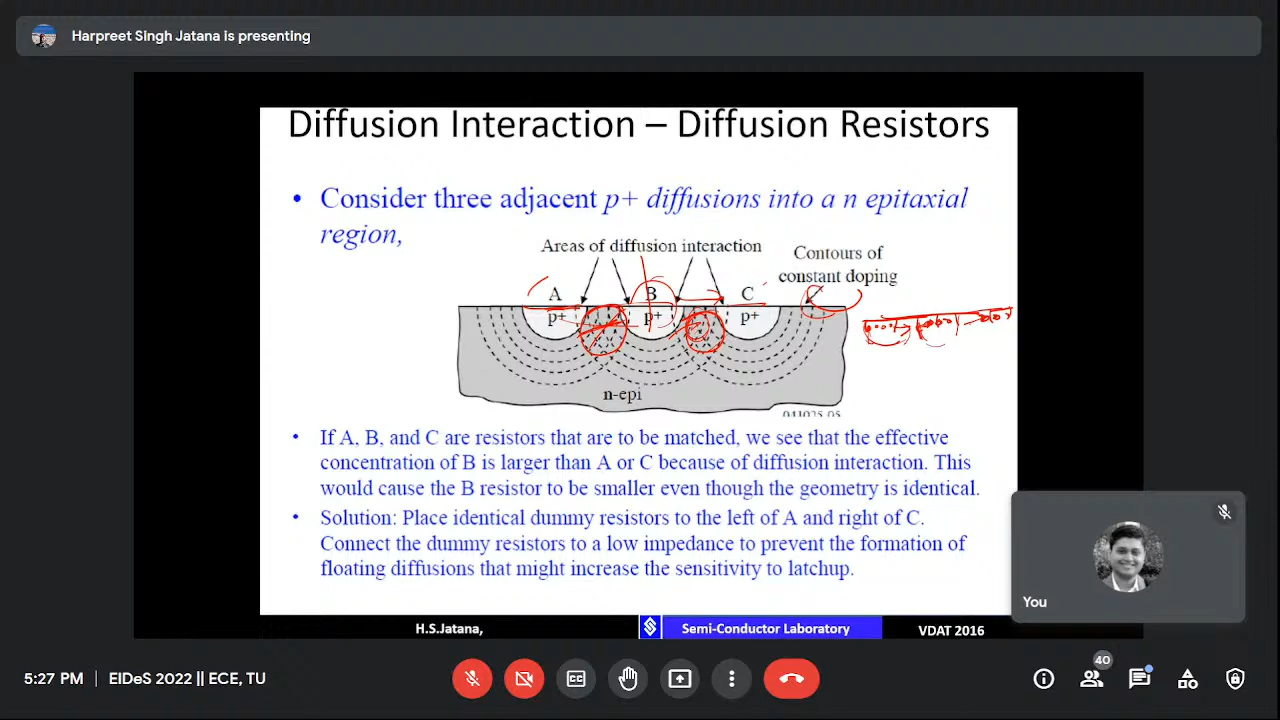 Harpreet Singh Jatana is presenting
Diffusion Interaction – Diffusion Resistors
• Consider three adjacent p+ diffusions into a n epitaxial
region,
Areas of diffusion interaction
Contours of
constant doping
A B C
p+ p+ p+
n-epi
• If A, B, and C are resistors that are to be matched, we see that the effective
concentration of B is larger than A or C because of diffusion interaction. This
would cause the B resistor to be smaller even though the geometry is identical.
• Solution: Place identical dummy resistors to the left of A and right of C.
Connect the dummy resistors to a low impedance to prevent the formation of
floating diffusions that might increase the sensitivity to latchup.
You
H.S.Jatana, Semi-Conductor Laboratory VDAT 2016
40
5:27 PM | EIDeS 2022 || ECE, TU